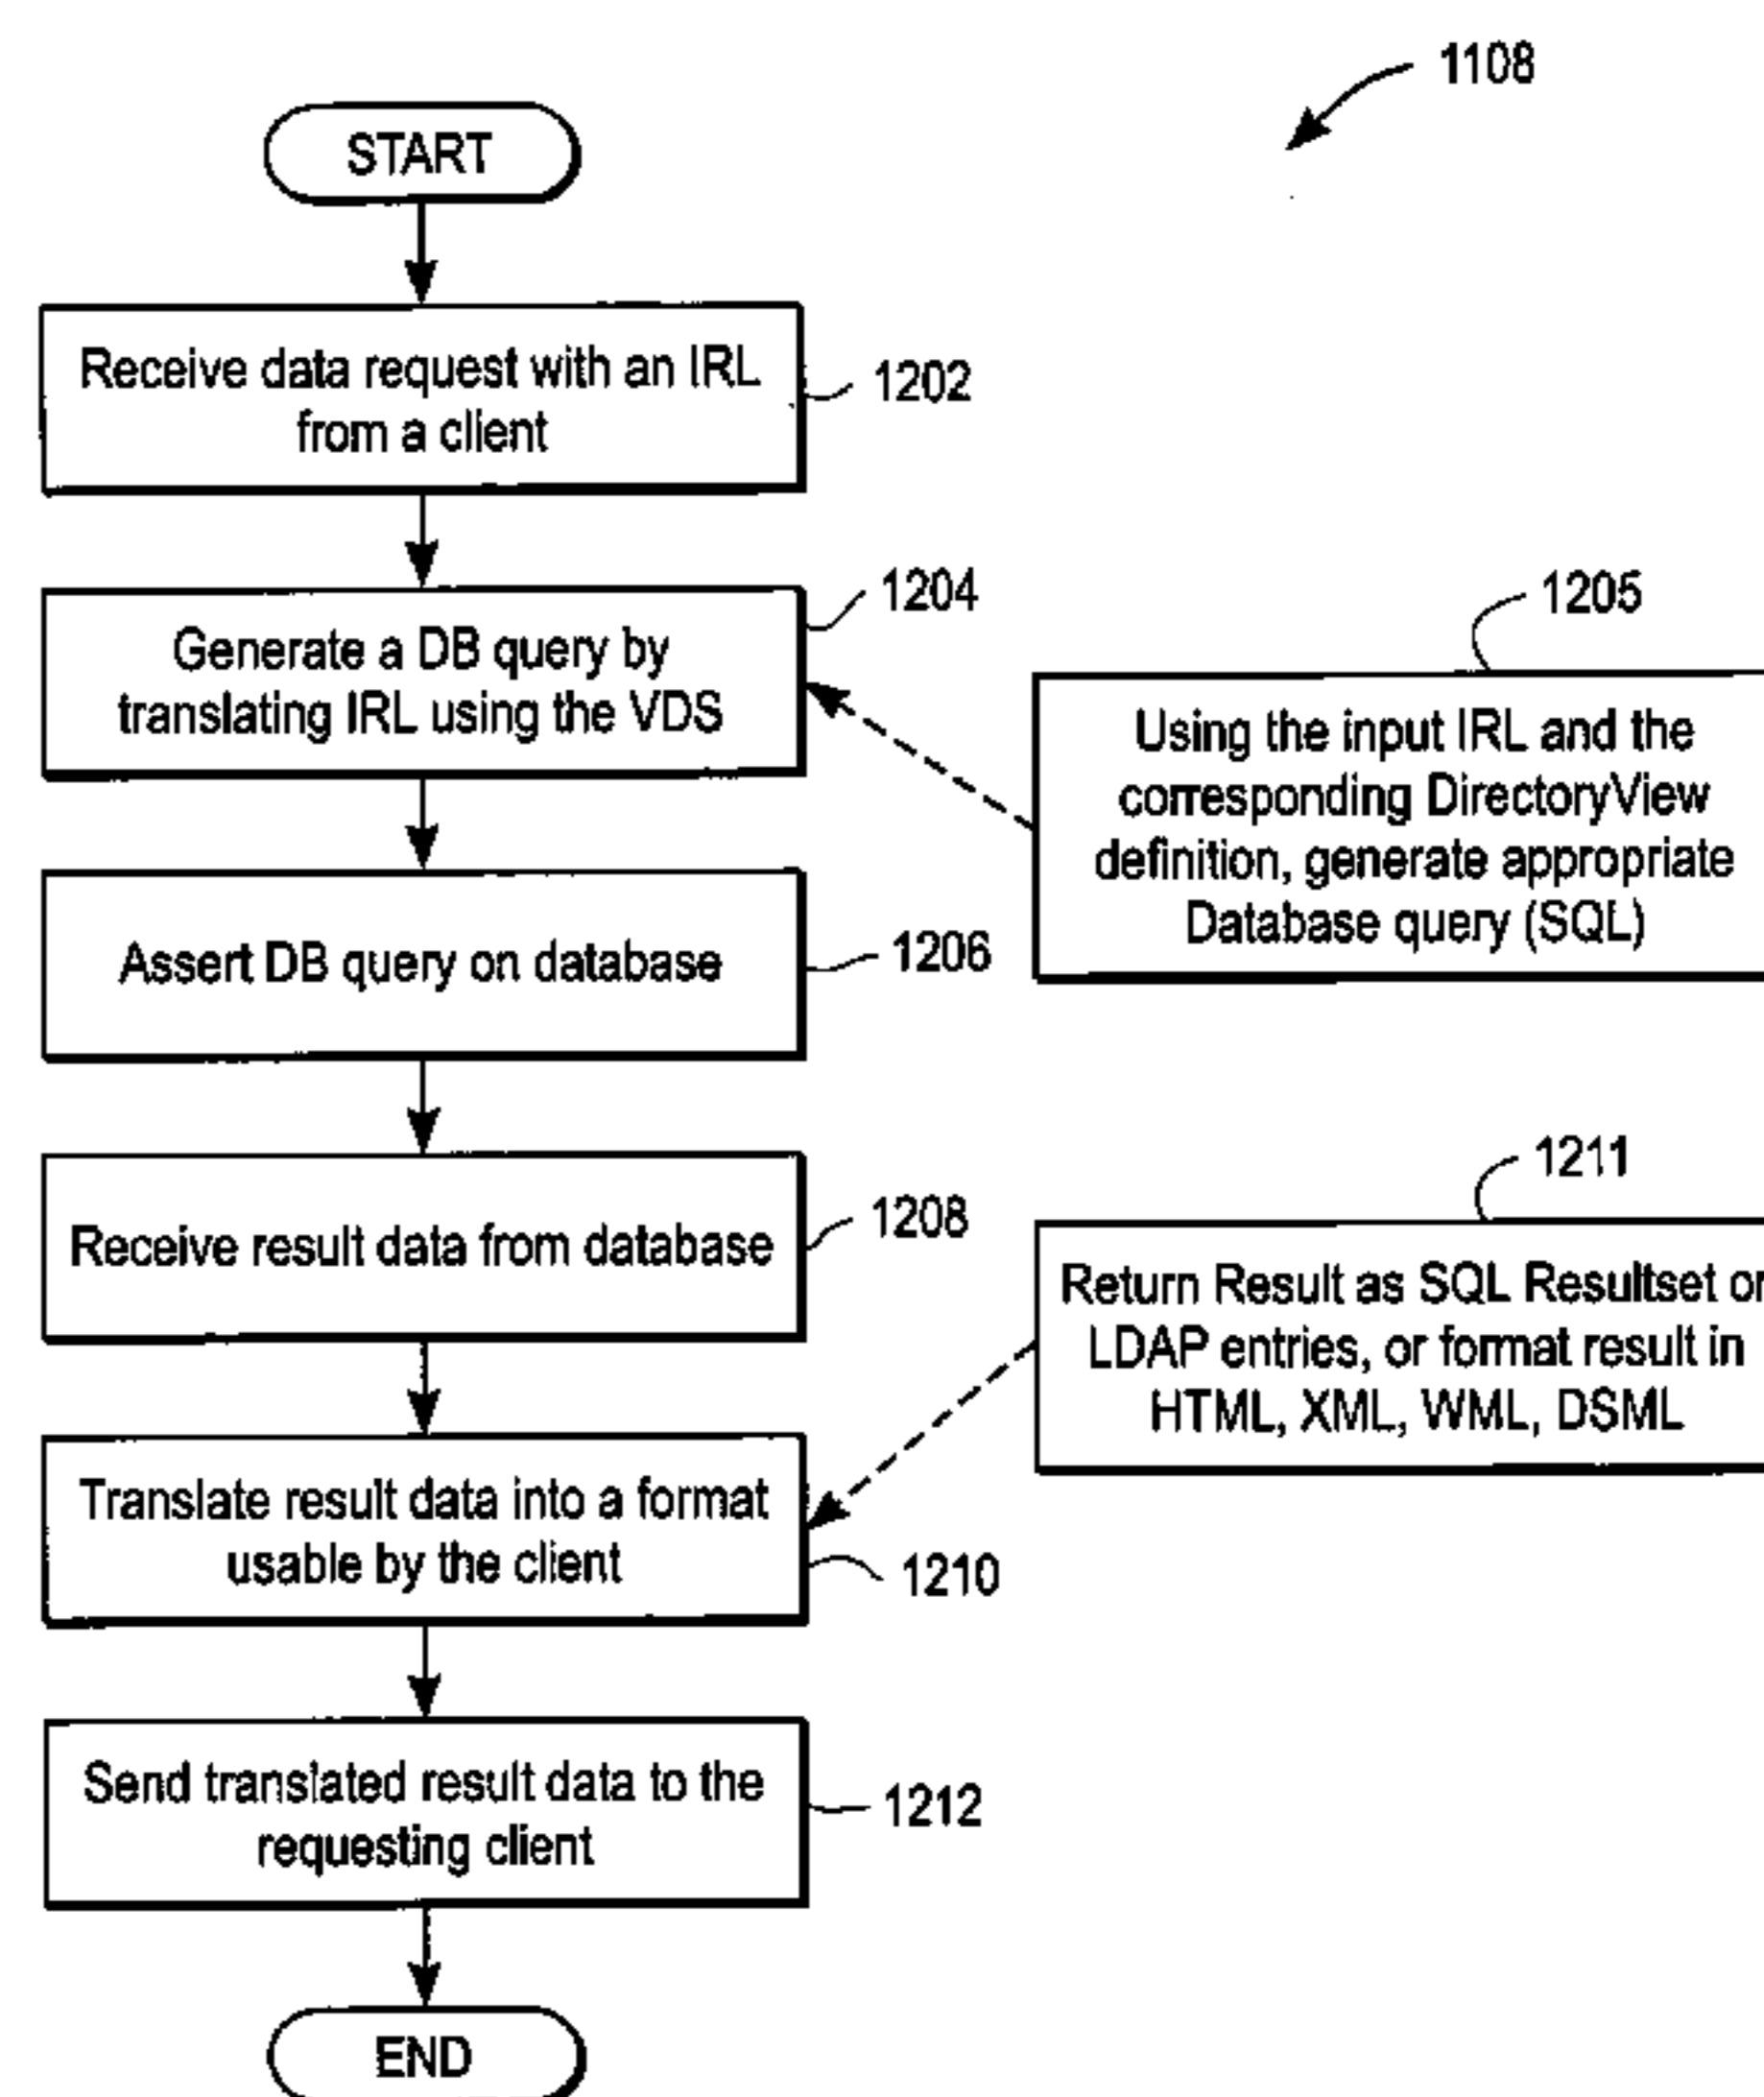 1108
START
Receive data request with an IRL
from a client
1202
Generate a DB query by
translating IRL using the VDS
1204
1205
Using the input IRL and the
corresponding DirectoryView
definition, generate appropriate
Database query (SQL)
Assert DB query on database
1206
Receive result data from database
1208
1211
Return Result as SQL Resultset or
LDAP entries, or format result in
HTML, XML, WML, DSML
Translate result data into a format
usable by the client
1210
Send translated result data to the
requesting client
1212
END